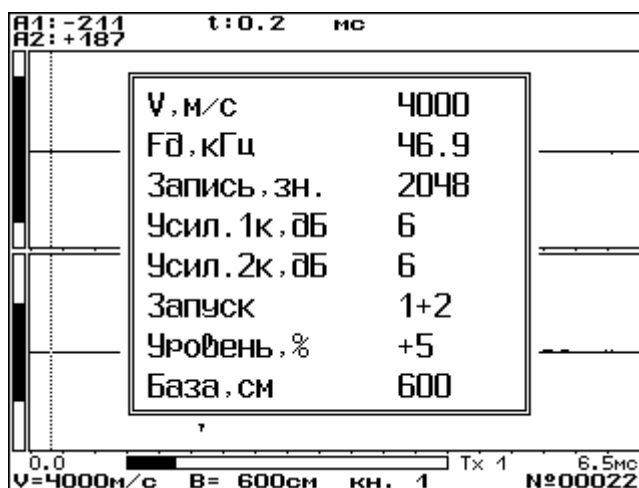 A1:-211 t:0.2 мс
A2:+187
V,м/с 4000
Fд,кГц 46.9
Запись,зн. 2048
Усил.1к,дБ 6
Усил.2к,дБ 6
Запуск 1+2
Уровень,% +5
База,см 600
0.0 Tx 1 6.5мс
V=4000м/с B= 600см кн. 1 №00022